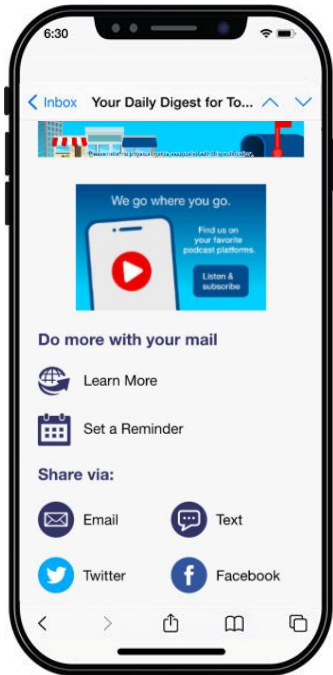 6:30
Inbox Your Daily Digest for To...
We go where you go.
Find us on
your favorite
podcast platforms.
Listen &
subscribe
Do more with your mail
Learn More
Set a Reminder
Share via:
Email Text
Twitter Facebook